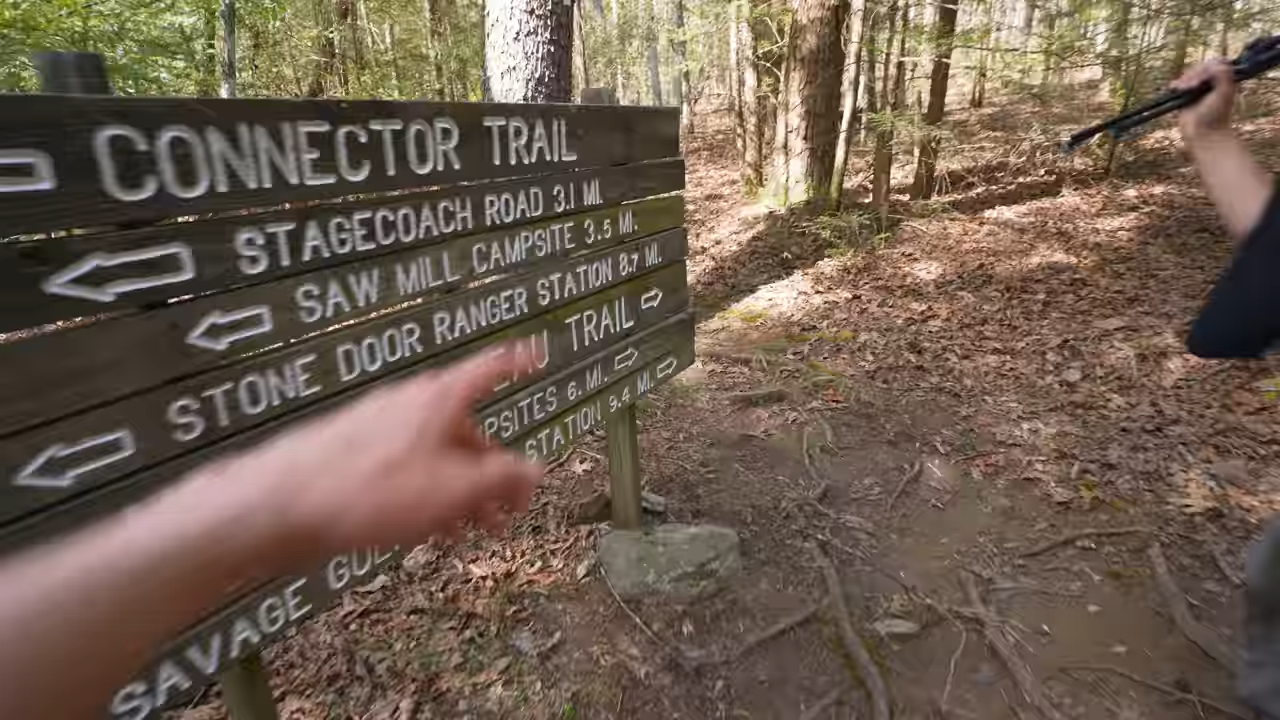 CONNECTOR TRAIL
STAGECOACH ROAD 3.1 MI.
SAW MILL CAMPSITE 3.5 MI.
STONE DOOR RANGER STATION 8.7 MI.
TRAIL
6. MI.
SAVAGE STATION 9.4 MI.